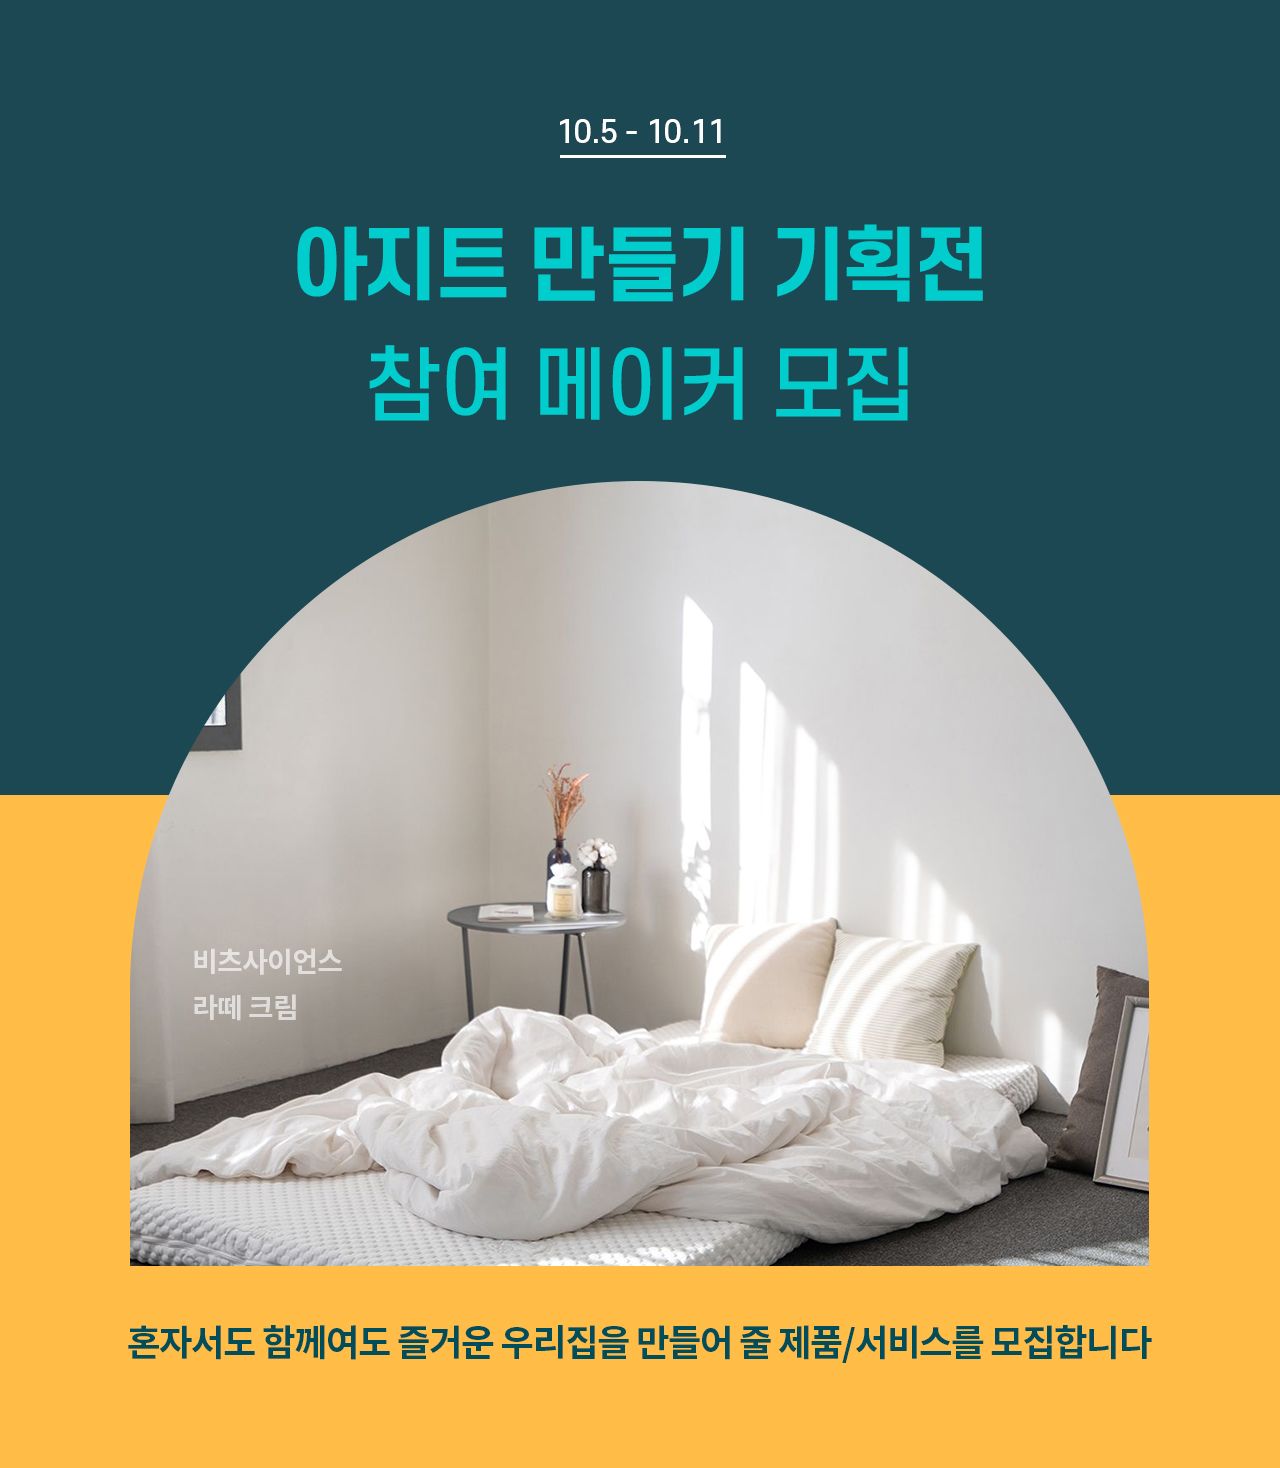 10.5 - 10.11
아지트 만들기 기획전
참여 메이커 모집
비츠사이언스
라떼 크림
혼자서도 함께여도 즐거운 우리집을 만들어 줄 제품/서비스를 모집합니다